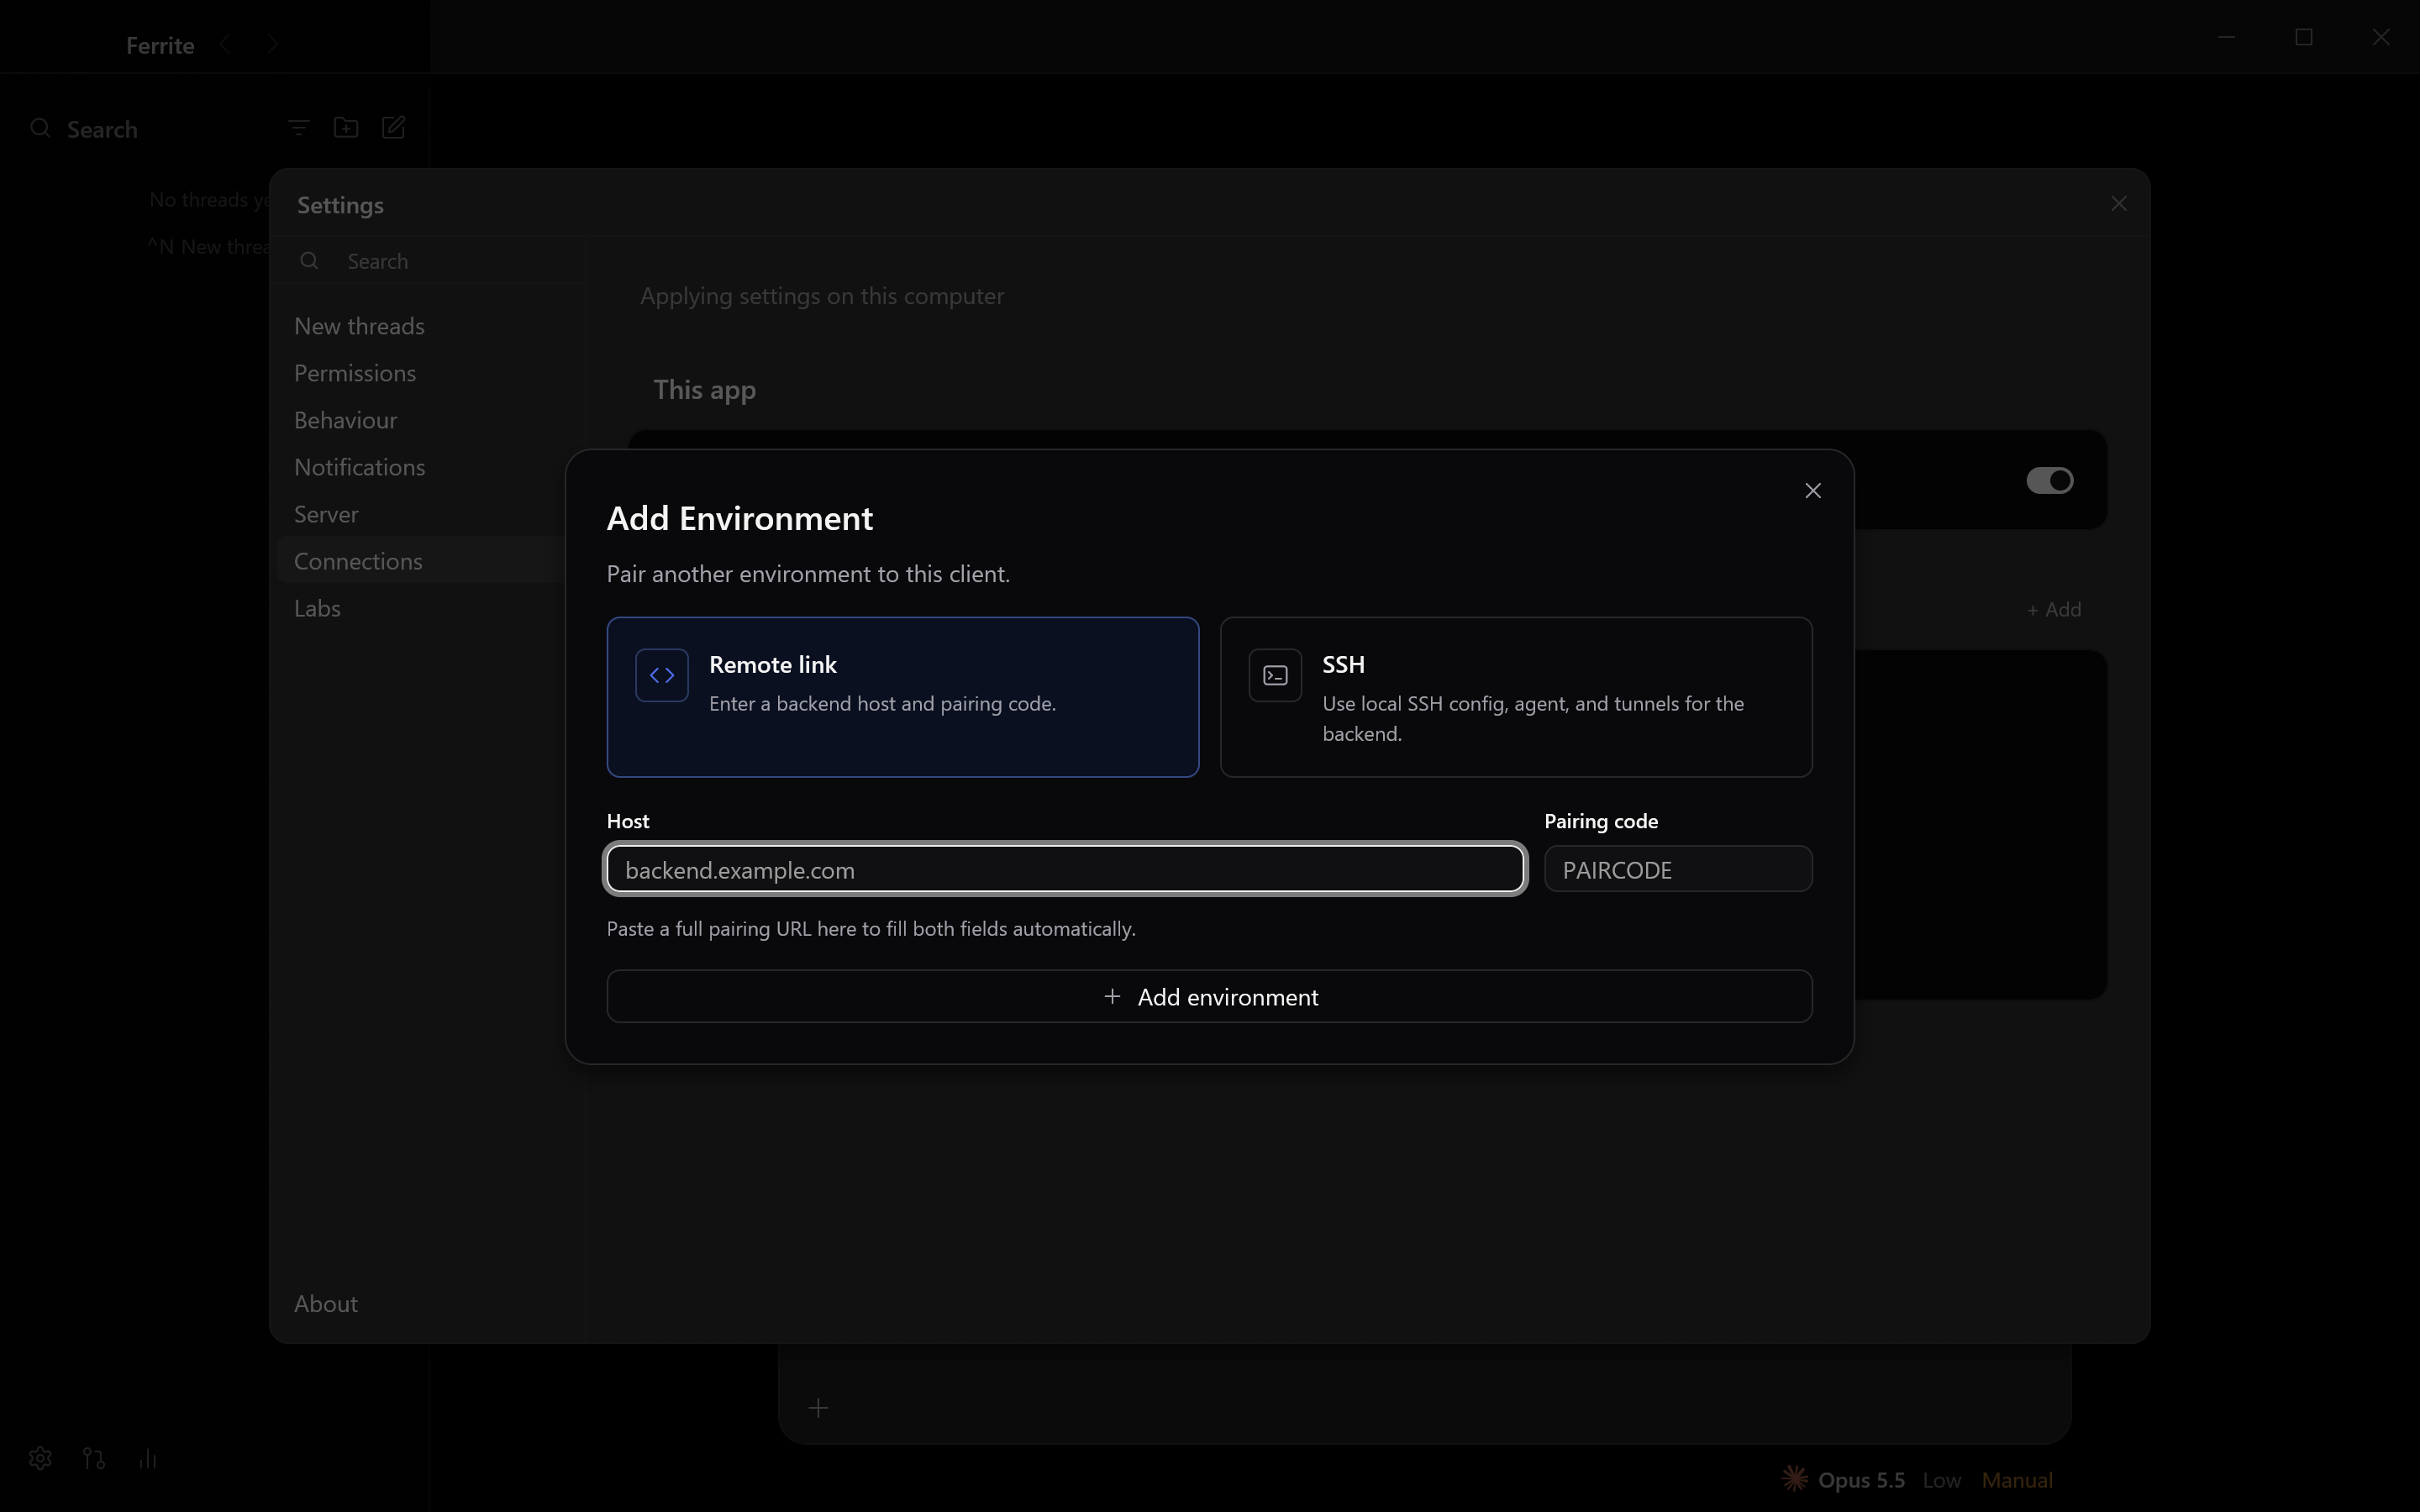 Ferrite
Search
No threads ye
^N New threa
Settings
Search
New threads
Permissions
Behaviour
Notifications
Server
Connections
Labs
About
Applying settings on this computer
This app
+ Add
Add Environment
Pair another environment to this client.
Remote link
Enter a backend host and pairing code.
SSH
Use local SSH config, agent, and tunnels for the
backend.
Host
backend.example.com
Pairing code
PAIRCODE
Paste a full pairing URL here to fill both fields automatically.
+ Add environment
Opus 5.5 Low Manual